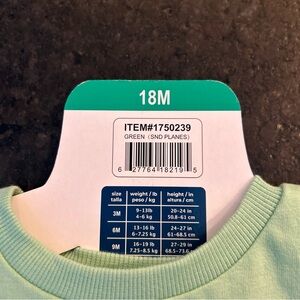 18M
ITEM#1750239
GREEN (SND PLANES)
6 27764 18219 5
size weight / lb height / in
talla peso / kg altura / cm
3M 9-13lb 20-24 in
4-6 kg 50.8-61 cm
6M 13-16 lb 24-27 in
6-7.25 kg 61-68.5 cm
9M 16-19 lb 27-29 in
7.25-8.5 kg 68.5-73.6